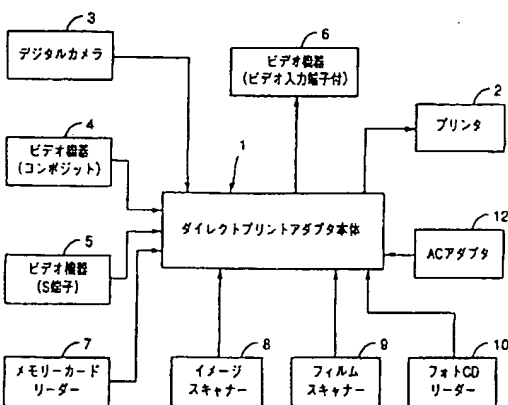 3
デジタルカメラ
6
ビデオ機器
(ビデオ入力端子付)
2
プリンタ
4
ビデオ機器
(コンポジット)
1
ダイレクトプリントアダプタ本体
12
ACアダプタ
5
ビデオ機器
(S端子)
7
メモリーカード
リーダー
8
イメージ
スキャナー
9
フィルム
スキャナー
10
フォトCD
リーダー